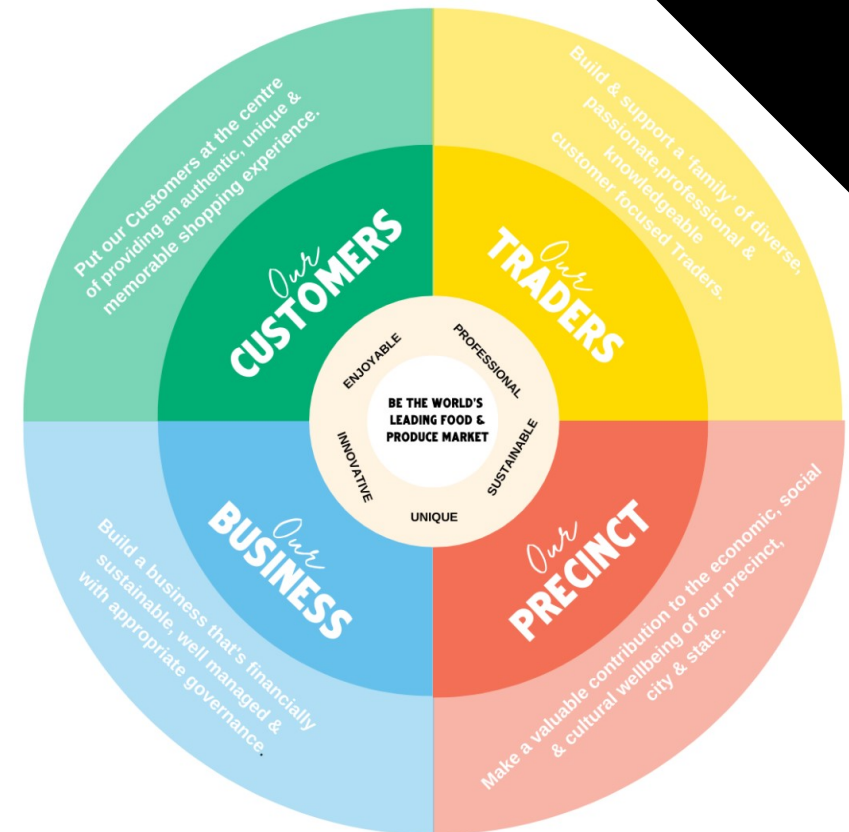 Put our Customers at the centre
of providing an authentic, unique &
memorable shopping experience.
Our
CUSTOMERS
Build & support a 'family' of diverse,
passionate,professional &
knowledgeable
customer focused Traders.
Our
TRADERS
ENJOYABLE
PROFESSIONAL
BE THE WORLD'S
LEADING FOOD &
PRODUCE MARKET
INNOVATIVE
SUSTAINABLE
UNIQUE
Our
BUSINESS
Build a business that's financially
sustainable, well managed &
with appropriate governance.
Our
PRECINCT
Make a valuable contribution to the economic, social
& cultural wellbeing of our precinct,
city & state.